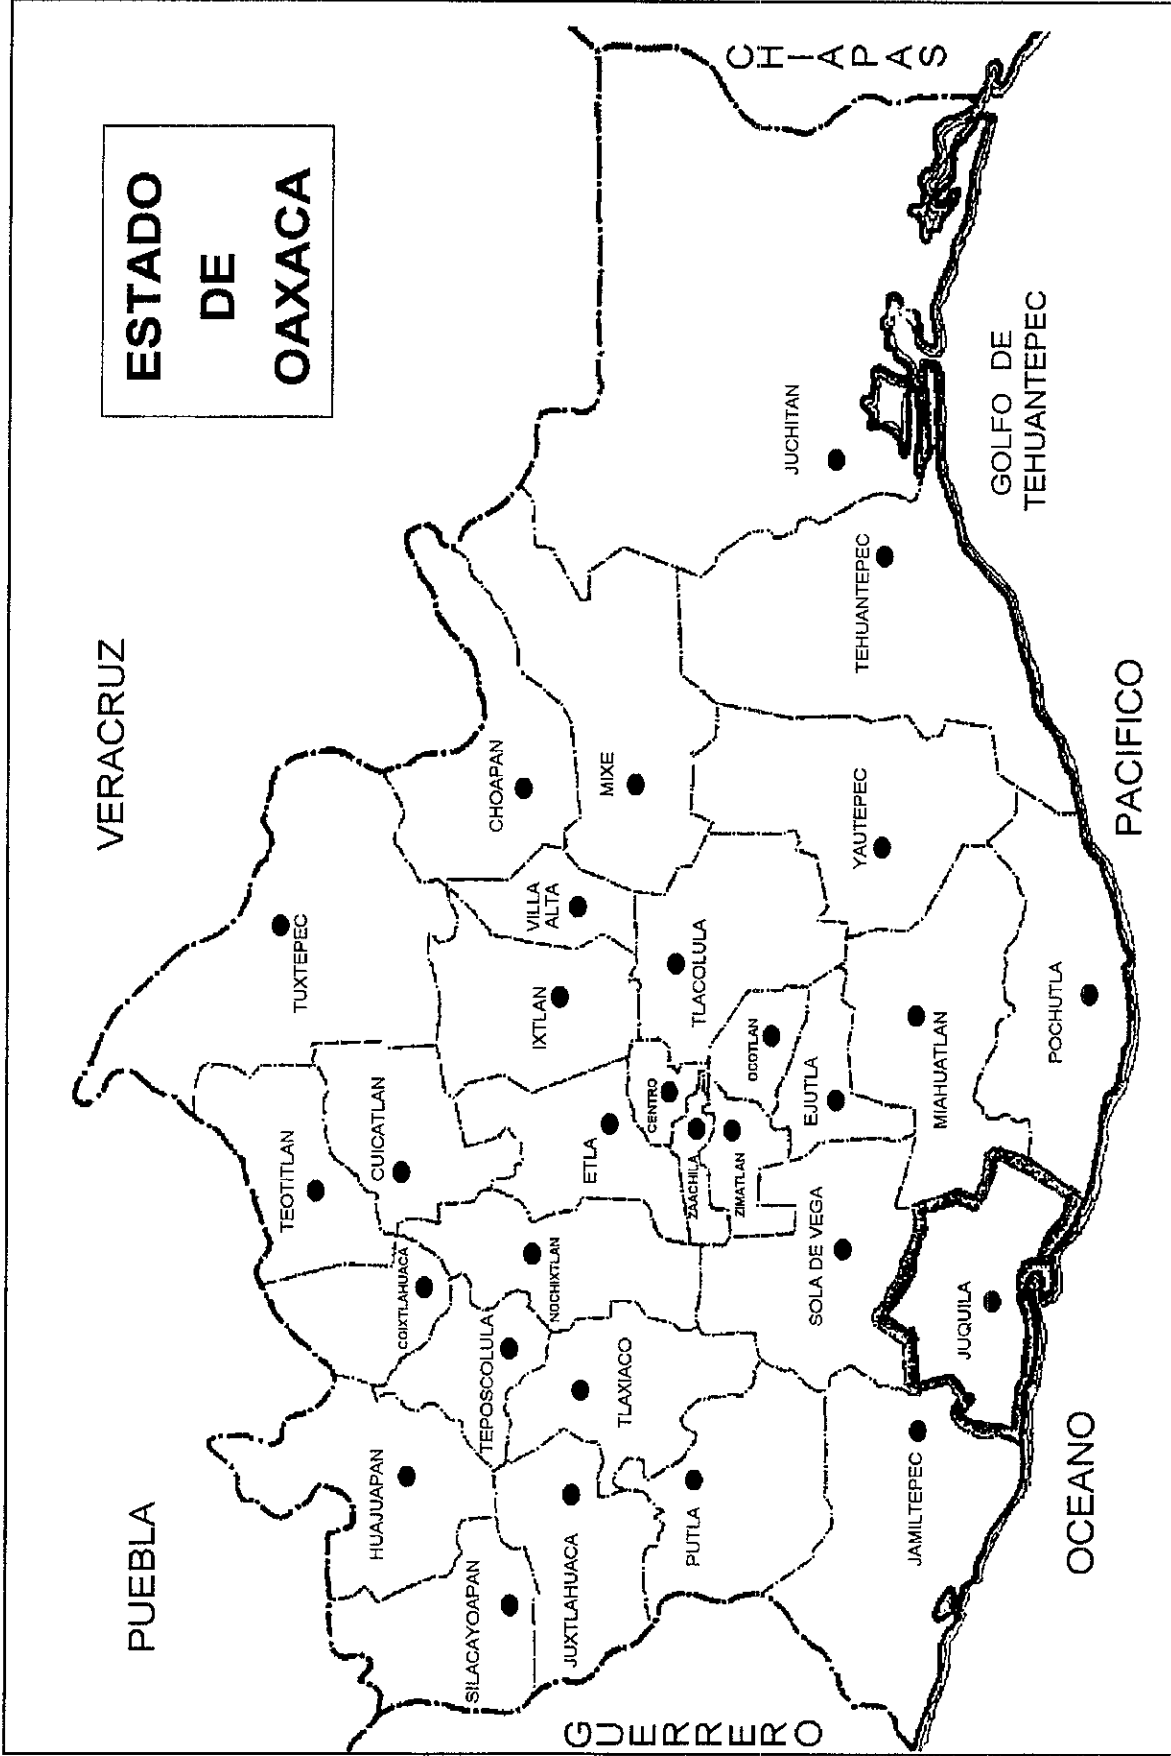 ESTADO
DE
OAXACA
PUEBLA
VERACRUZ
CHIAPAS
GUERRERO
TUXTEPEC
TEOTITLAN
CUICATLAN
COIXTLAHUACA
HUAJUAPAN
SILACAYOAPAN
TEPOSCOLULA
NOCHIXTLAN
CHOAPAN
VILLA
ALTA
IXTLAN
MIXE
ETLA
CENTRO
TLACOLULA
JUXTLAHUACA
TLAXIACO
PUTLA
ZAACHILA
ZIMATLAN
OCOTLAN
EJUTLA
SOLA DE VEGA
YAUTEPEC
TEHUANTEPEC
JUCHITAN
MIAHUATLAN
JAMILTEPEC
JUQUILA
POCHUTLA
GOLFO DE
TEHUANTEPEC
OCEANO
PACIFICO